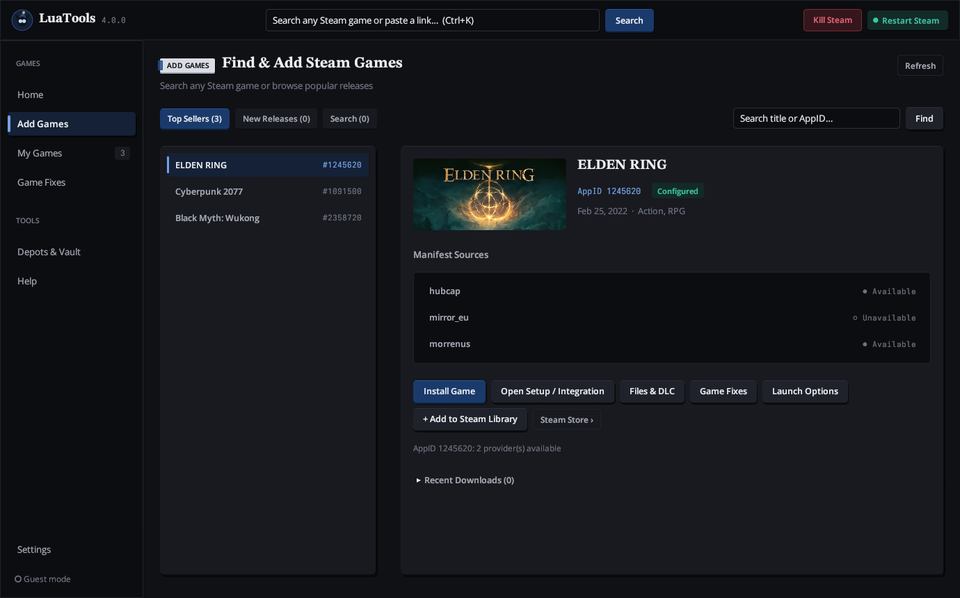 LuaTools 4.0.0
Search any Steam game or paste a link... (Ctrl+K)
Search
Kill Steam
Restart Steam
GAMES
Home
Add Games
My Games 3
Game Fixes
TOOLS
Depots & Vault
Help
Settings
Guest mode
ADD GAMES Find & Add Steam Games
Refresh
Search any Steam game or browse popular releases
Top Sellers (3) New Releases (0) Search (0)
Search title or AppID...
Find
ELDEN RING #1245620
Cyberpunk 2077 #1091500
Black Myth: Wukong #2358720
ELDEN RING
ELDEN RING
AppID 1245620 Configured
Feb 25, 2022 · Action, RPG
Manifest Sources
hubcap ● Available
mirror_eu ○ Unavailable
morrenus ● Available
Install Game Open Setup / Integration Files & DLC Game Fixes Launch Options
+ Add to Steam Library Steam Store ›
AppID 1245620: 2 provider(s) available
▸ Recent Downloads (0)